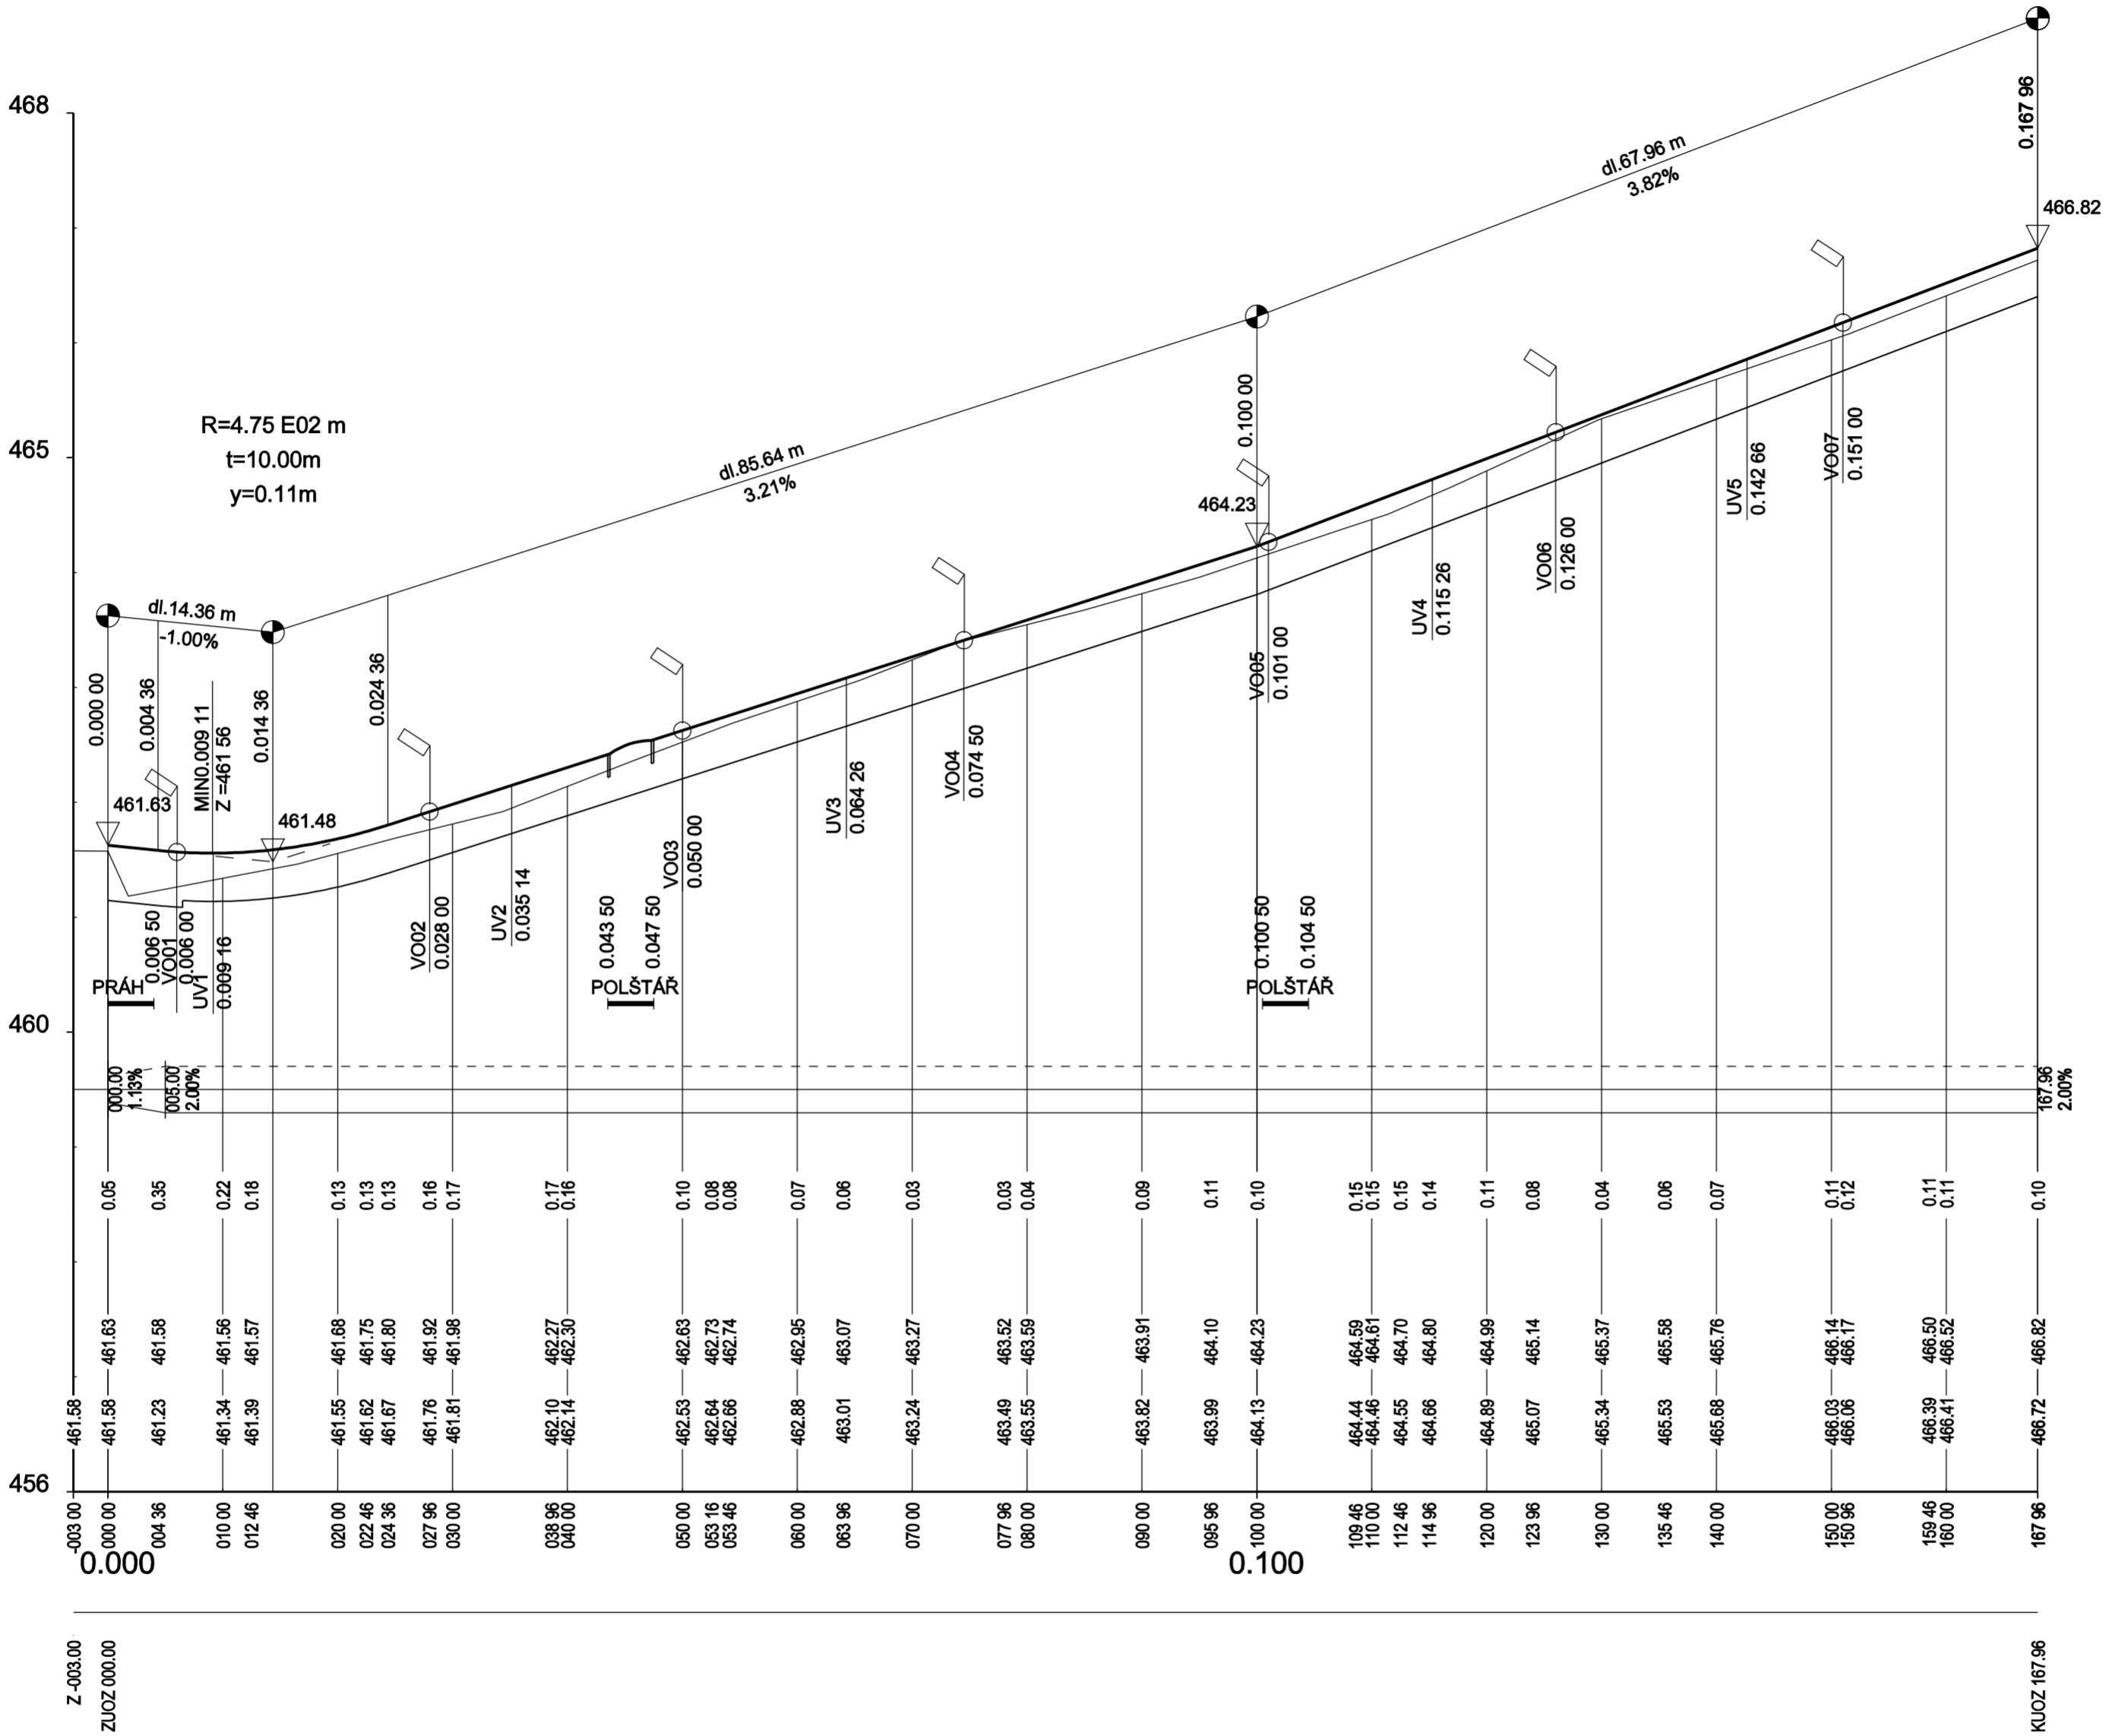 468
465
460
456
R=4.75 E02 m
t=10.00m
y=0.11m
dl.14.36 m
-1.00%
dl.85.64 m
3.21%
dl.67.96 m
3.82%
0.000 00
0.004 36
MIN0.009 11
Z =461 56
0.014 36
0.024 36
0.100 00
0.167 96
461.63
461.48
464.23
466.82
0.006 50
VO01
0.006 00
UV1
0.009 16
VO02
0.028 00
UV2
0.035 14
0.043 50
0.047 50
VO03
0.050 00
UV3
0.064 26
VO04
0.074 50
VO05
0.101 00
0.100 50
0.104 50
UV4
0.115 26
VO06
0.126 00
UV5
0.142 66
VO07
0.151 00
PRÁH
POLŠTÁŘ
POLŠTÁŘ
000.00
1.13%
005.00
2.00%
167.96
2.00%
0.05 0.35 0.22 0.18 0.13 0.13 0.13 0.16 0.17 0.17 0.16 0.10 0.08 0.08 0.07 0.06 0.03 0.03 0.04 0.09 0.11 0.10 0.15 0.15 0.15 0.14 0.11 0.08 0.04 0.06 0.07 0.11 0.12 0.11 0.11 0.10
461.63 461.58 461.56 461.57 461.68 461.75 461.80 461.92 461.98 462.27 462.30 462.63 462.73 462.74 462.95 463.07 463.27 463.52 463.59 463.91 464.10 464.23 464.59 464.61 464.70 464.80 464.99 465.14 465.37 465.58 465.76 466.14 466.17 466.50 466.52 466.82
461.58 461.58 461.23 461.34 461.39 461.55 461.62 461.67 461.76 461.81 462.10 462.14 462.53 462.64 462.66 462.88 463.01 463.24 463.49 463.55 463.82 463.99 464.13 464.44 464.46 464.55 464.66 464.89 465.07 465.34 465.53 465.68 466.03 466.06 466.39 466.41 466.72
-003 00 000 00 004 36 010 00 012 46 020 00 022 46 024 36 027 96 030 00 038 96 040 00 050 00 053 16 053 46 060 00 063 96 070 00 077 96 080 00 090 00 095 96 100 00 109 46 110 00 112 46 114 96 120 00 123 96 130 00 135 46 140 00 150 00 150 96 159 46 160 00 167 96
0.000
0.100
Z -003.00
ZUOZ 000.00
KUOZ 167.96